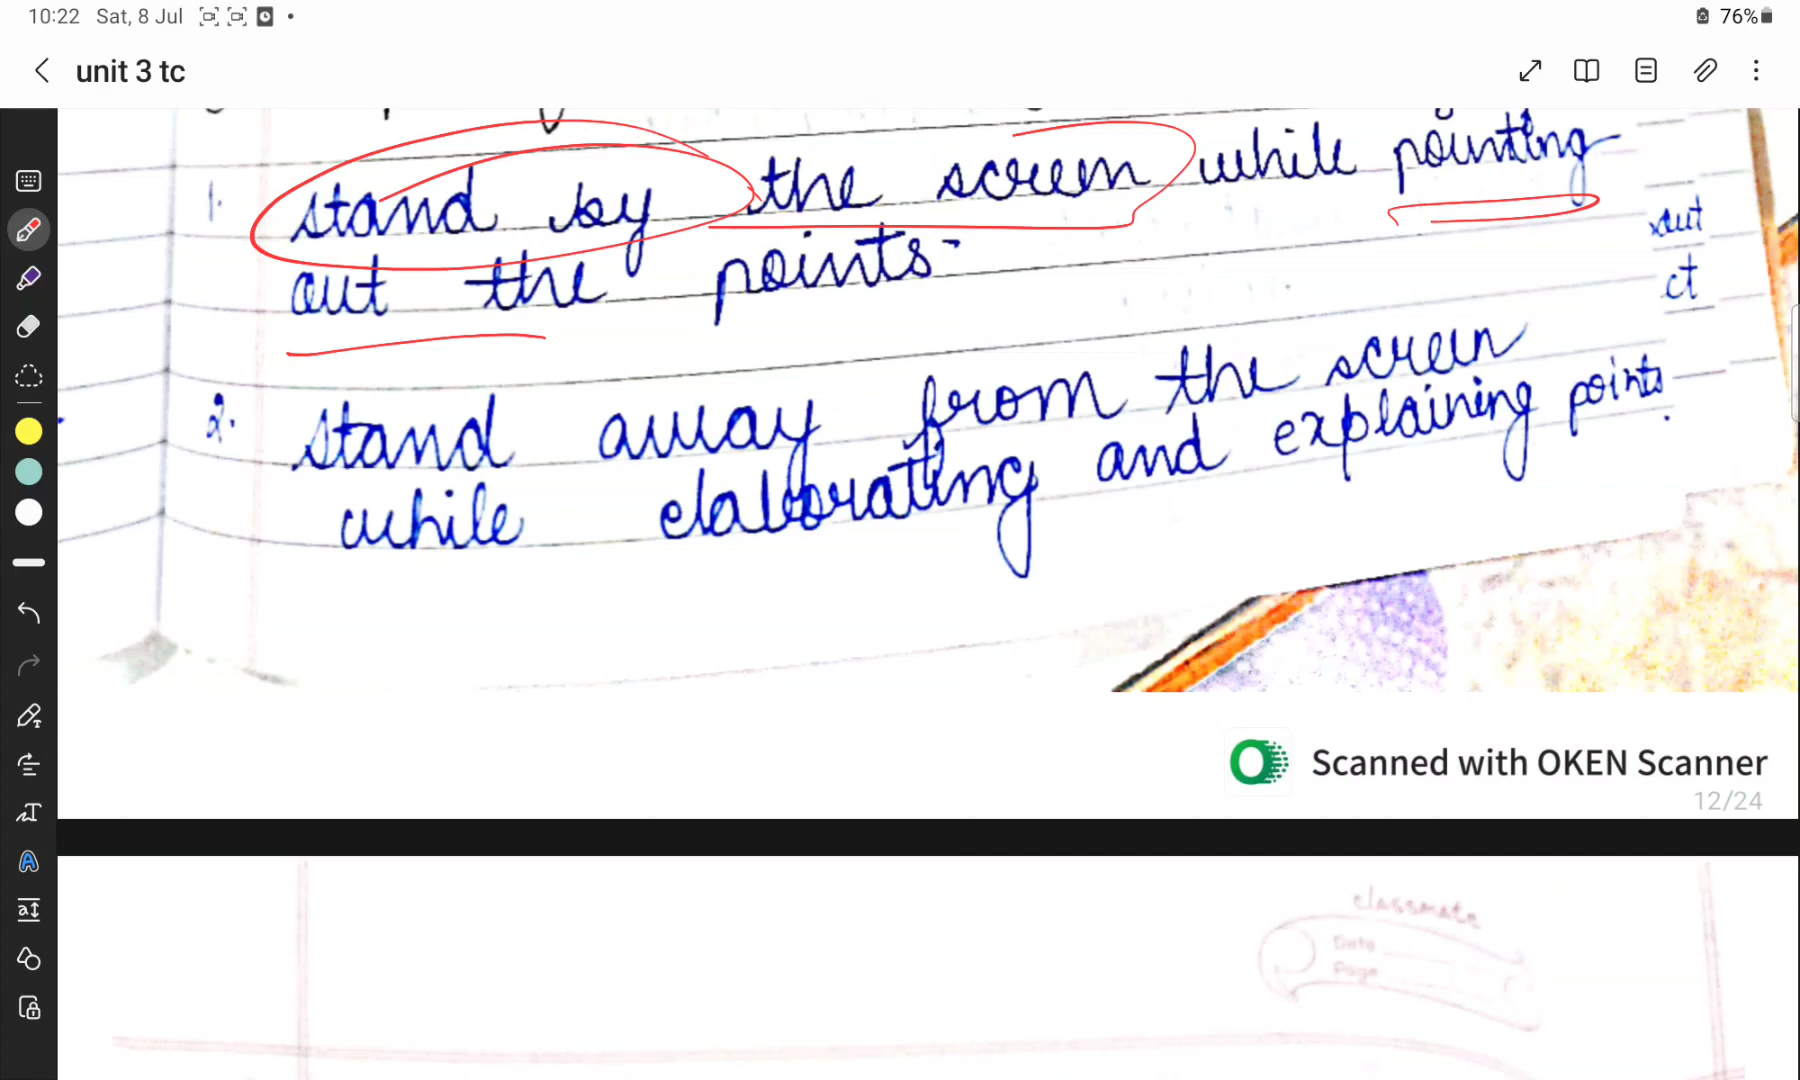 10:22 Sat, 8 Jul 76%
unit 3 tc
1. stand by the screen while pointing
out the points.
out
ct
2. stand away from the screen
while elaborating and explaining points.
Scanned with OKEN Scanner
12/24
classmate
Date
Page